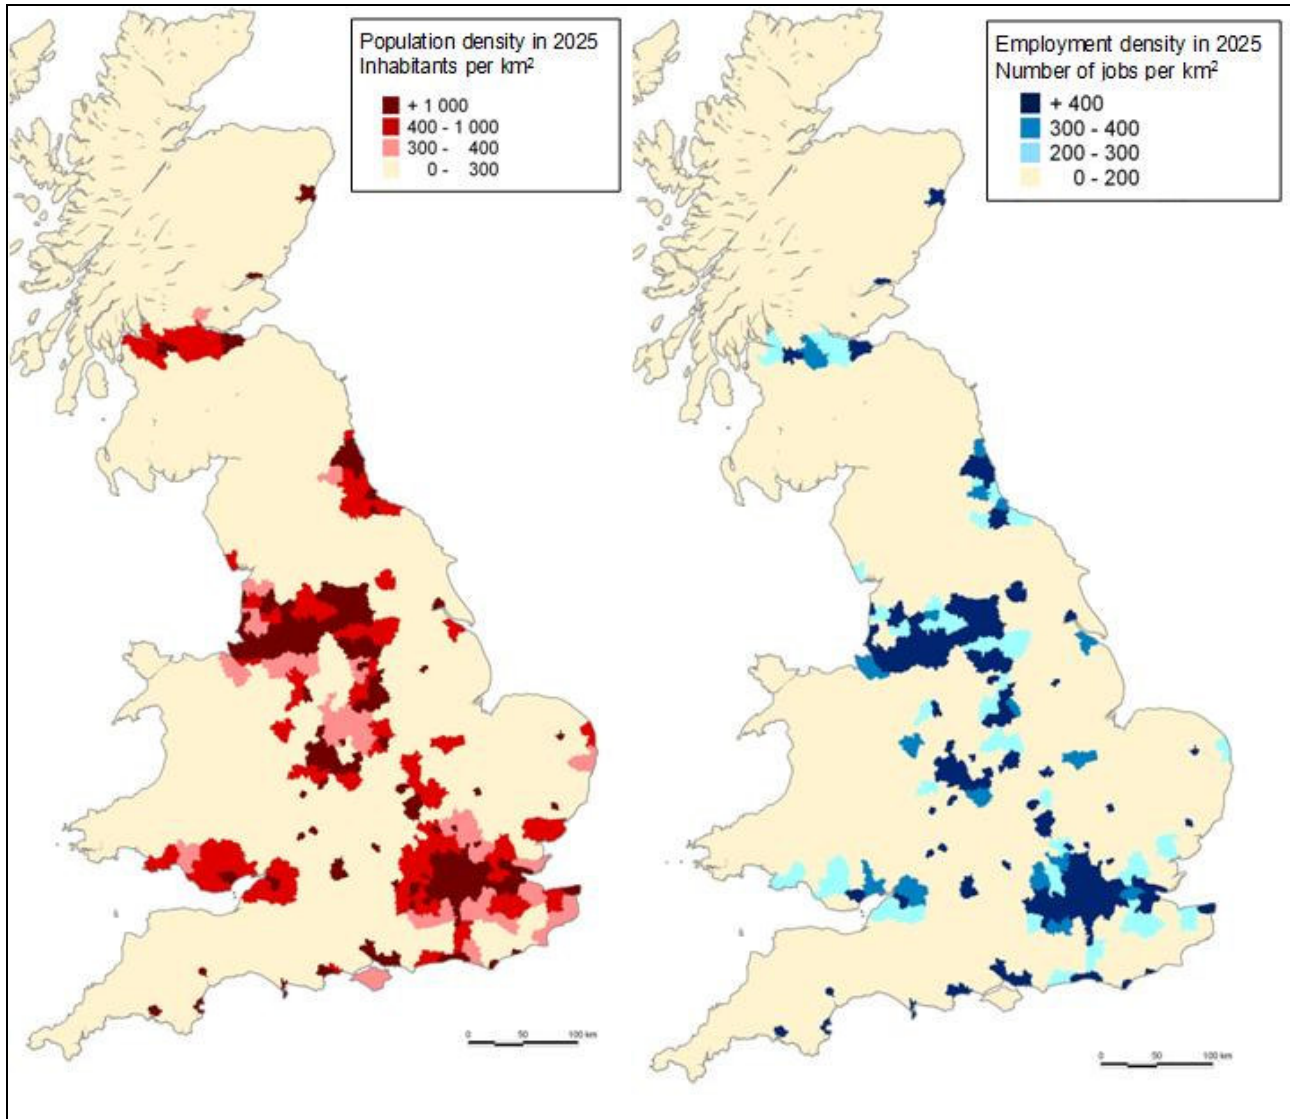 Population density in 2025
Inhabitants per km²
+ 1 000
400 - 1 000
300 - 400
0 - 300
0 50 100 km
Employment density in 2025
Number of jobs per km²
+ 400
300 - 400
200 - 300
0 - 200
0 50 100 km